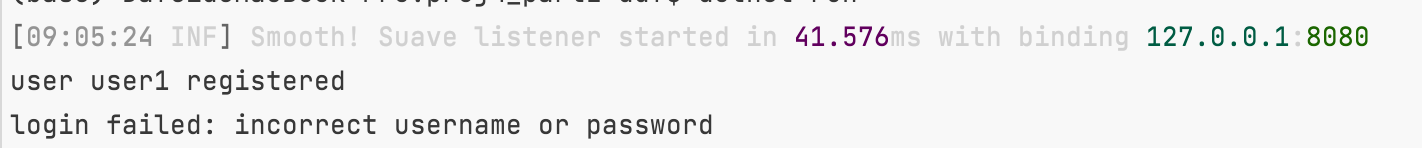 [09:05:24 INF] Smooth! Suave listener started in 41.576ms with binding 127.0.0.1:8080
user user1 registered
login failed: incorrect username or password